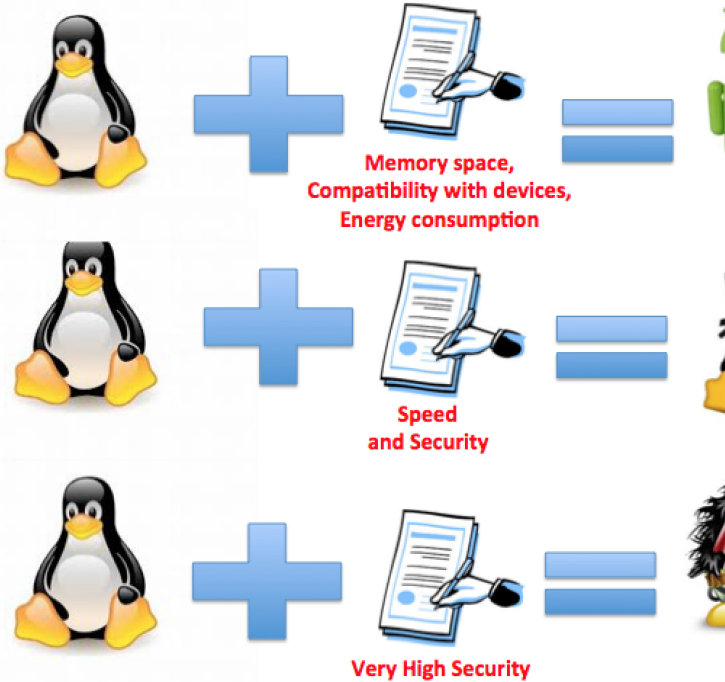 Memory space,
Compatibility with devices,
Energy consumption
Speed
and Security
Very High Security